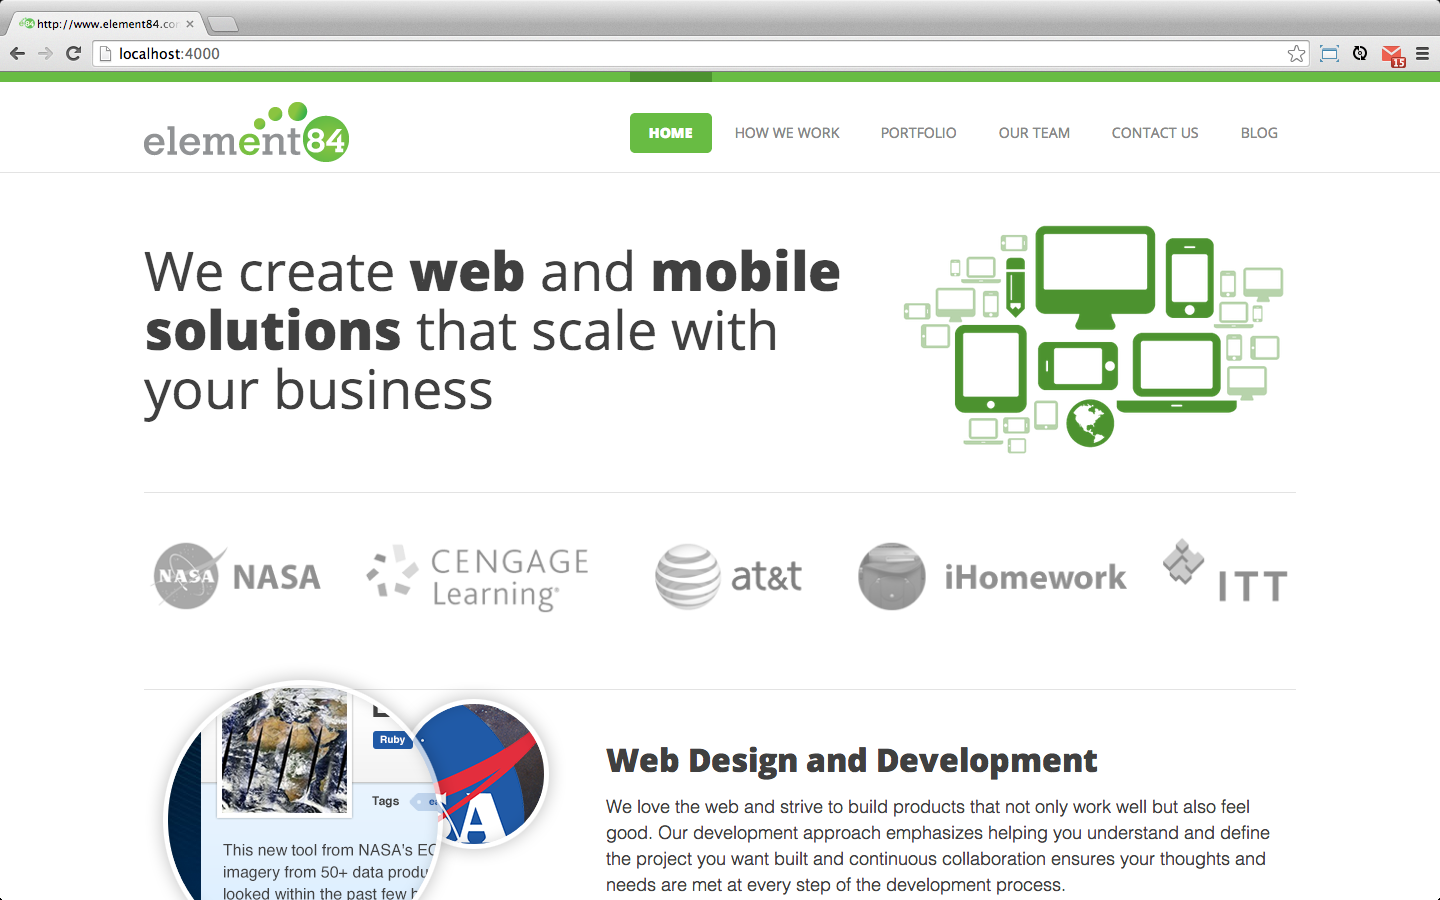 http://www.element84.co
localhost:4000
15
element84
HOME
HOW WE WORK
PORTFOLIO
OUR TEAM
CONTACT US
BLOG
We create web and mobile
solutions that scale with
your business
NASA NASA
CENGAGE
Learning
at&t
iHomework
ITT
Ruby
Tags
This new tool from NASA's EO
imagery from 50+ data produ
looked within the past few h
Web Design and Development
We love the web and strive to build products that not only work well but also feel
good. Our development approach emphasizes helping you understand and define
the project you want built and continuous collaboration ensures your thoughts and
needs are met at every step of the development process.